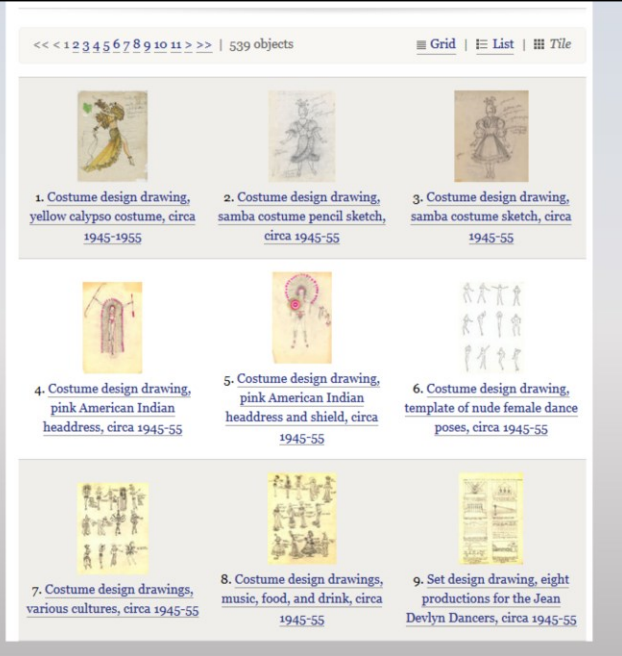 << < 1 2 3 4 5 6 7 8 9 10 11 > >> | 539 objects
Grid | List | Tile
1. Costume design drawing,
yellow calypso costume, circa
1945-1955
2. Costume design drawing,
samba costume pencil sketch,
circa 1945-55
3. Costume design drawing,
samba costume sketch, circa
1945-55
4. Costume design drawing,
pink American Indian
headdress, circa 1945-55
5. Costume design drawing,
pink American Indian
headdress and shield, circa
1945-55
6. Costume design drawing,
template of nude female dance
poses, circa 1945-55
7. Costume design drawings,
various cultures, circa 1945-55
8. Costume design drawings,
music, food, and drink, circa
1945-55
9. Set design drawing, eight
productions for the Jean
Devlyn Dancers, circa 1945-55